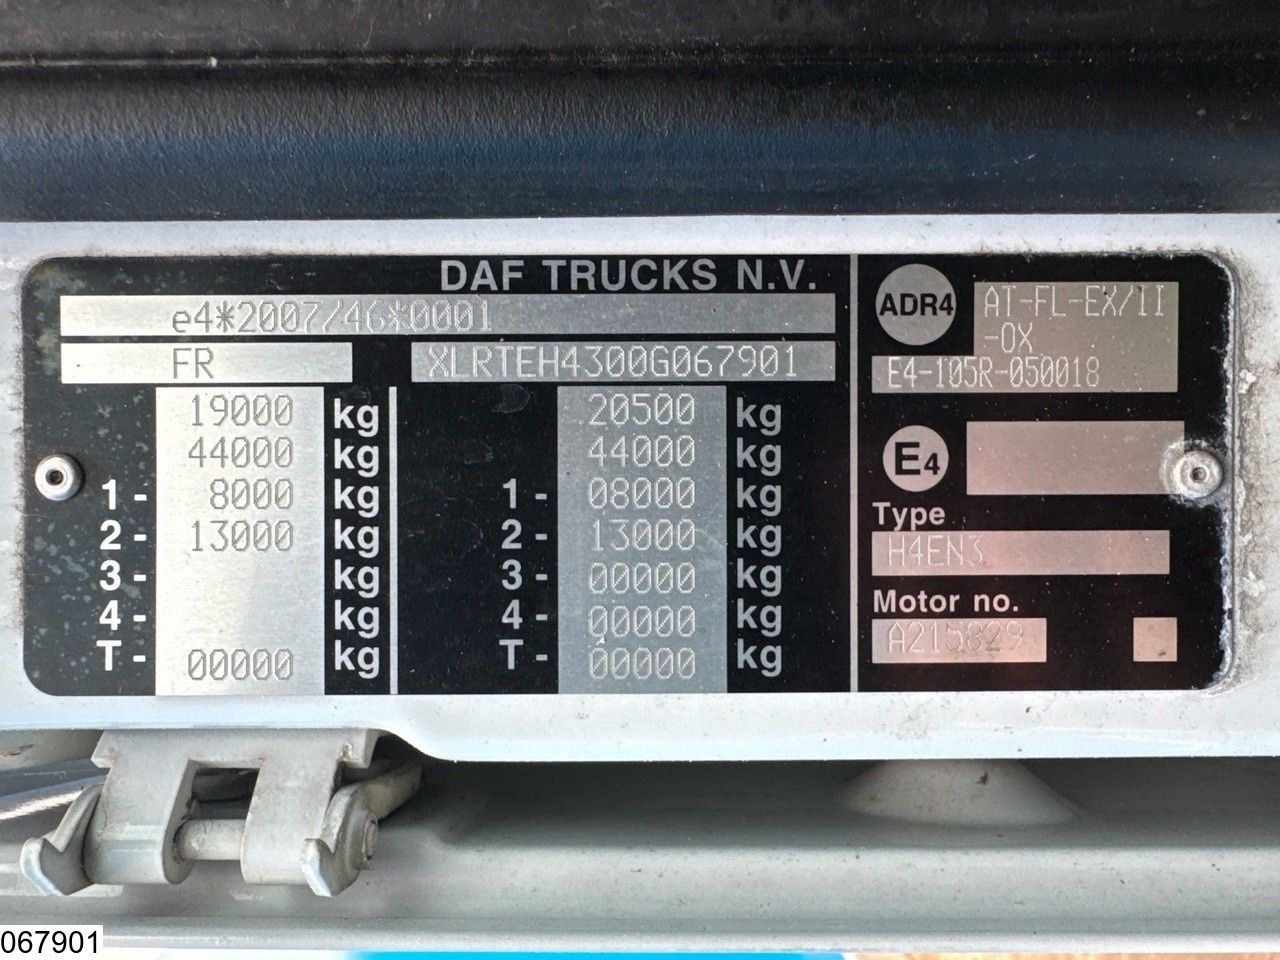 DAF TRUCKS N.V.
e4*2007/46*0001
FR XLRTEH4300G067901
19000 kg 20500 kg
44000 kg 44000 kg
1 - 8000 kg 1 - 08000 kg
2 - 13000 kg 2 - 13000 kg
3 - kg 3 - 00000 kg
4 - kg 4 - 00000 kg
T - 00000 kg T - 00000 kg
ADR4 AT-FL-EX/II
-OX
E4-105R-050018
E4
Type
H4EN3
Motor no.
A215829
067901